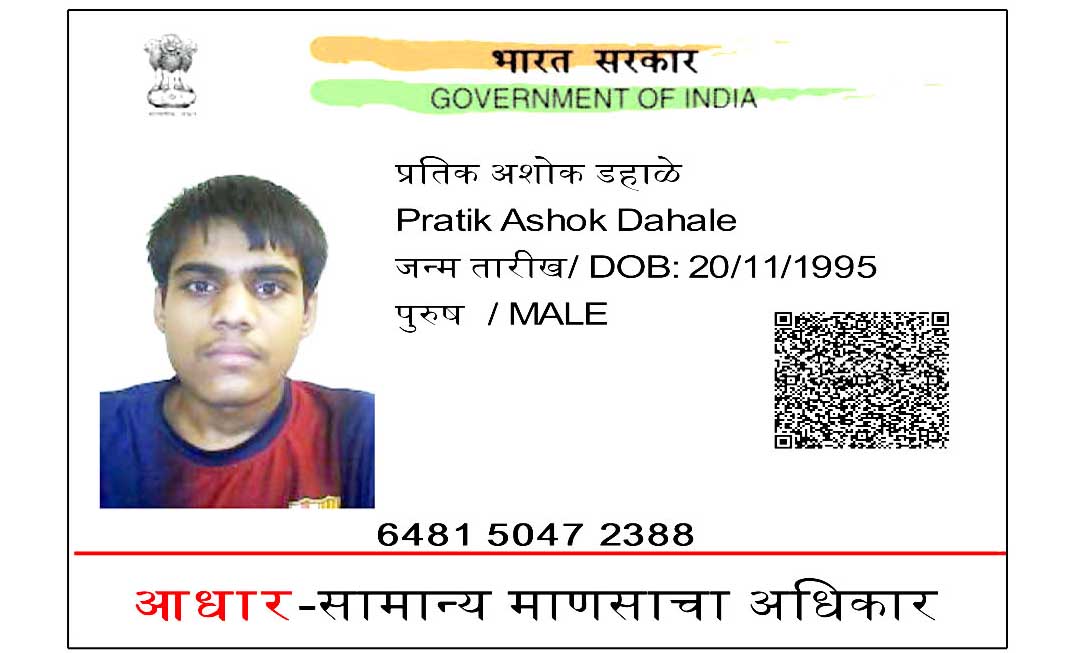 भारत सरकार
GOVERNMENT OF INDIA
प्रतिक अशोक डहाळे
Pratik Ashok Dahale
जन्म तारीख/ DOB: 20/11/1995
पुरुष / MALE
6481 5047 2388
आधार-सामान्य माणसाचा अधिकार